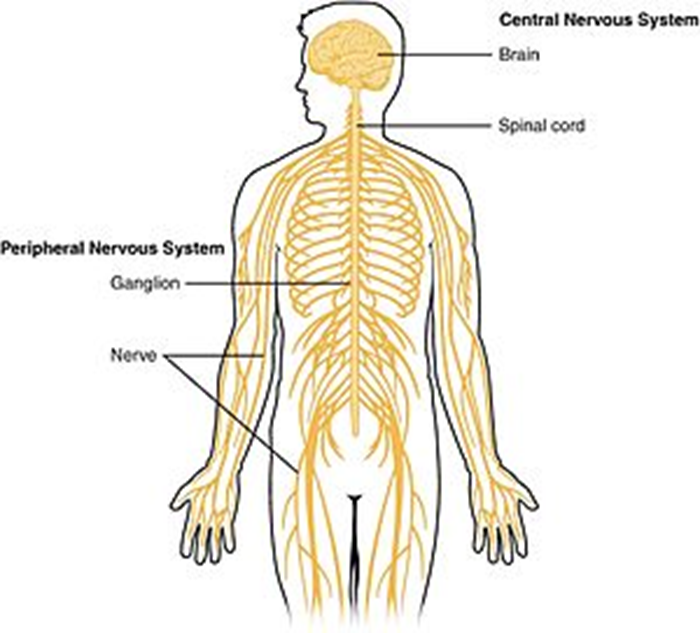 Central Nervous System
Brain
Spinal cord
Peripheral Nervous System
Ganglion
Nerve